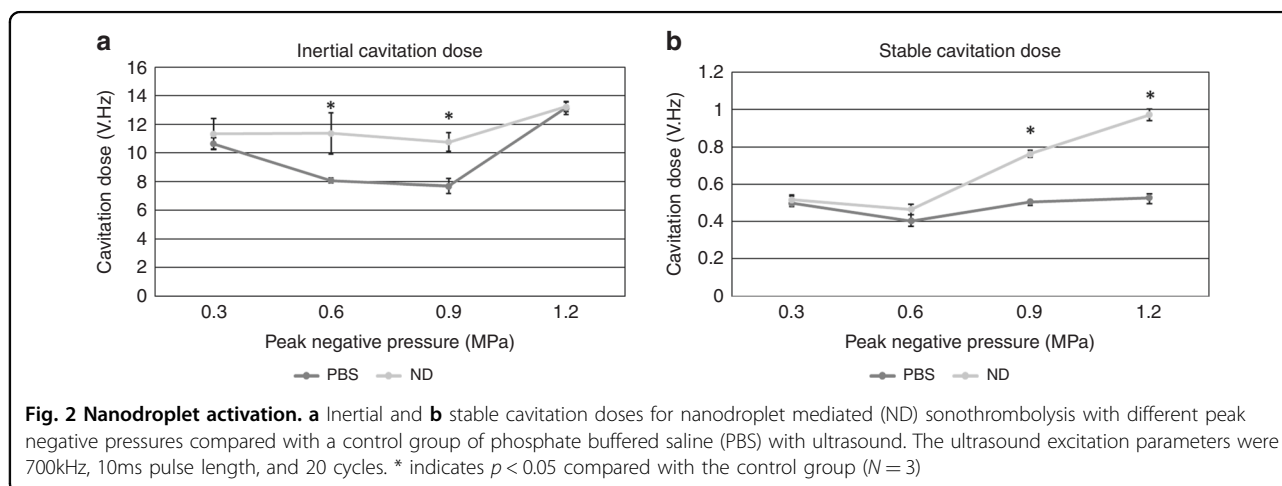 a
Inertial cavitation dose
16
14
12
10
8
6
4
2
0
Cavitation dose (V.Hz)
*
*
0.3 0.6 0.9 1.2
Peak negative pressure (MPa)
PBS ND
b
Stable cavitation dose
1.2
1
0.8
0.6
0.4
0.2
0
Cavitation dose (V.Hz)
*
*
0.3 0.6 0.9 1.2
Peak negative pressure (MPa)
PBS ND
Fig. 2 Nanodroplet activation. a Inertial and b stable cavitation doses for nanodroplet mediated (ND) sonothrombolysis with different peak
negative pressures compared with a control group of phosphate buffered saline (PBS) with ultrasound. The ultrasound excitation parameters were
700kHz, 10ms pulse length, and 20 cycles. * indicates p < 0.05 compared with the control group (N = 3)